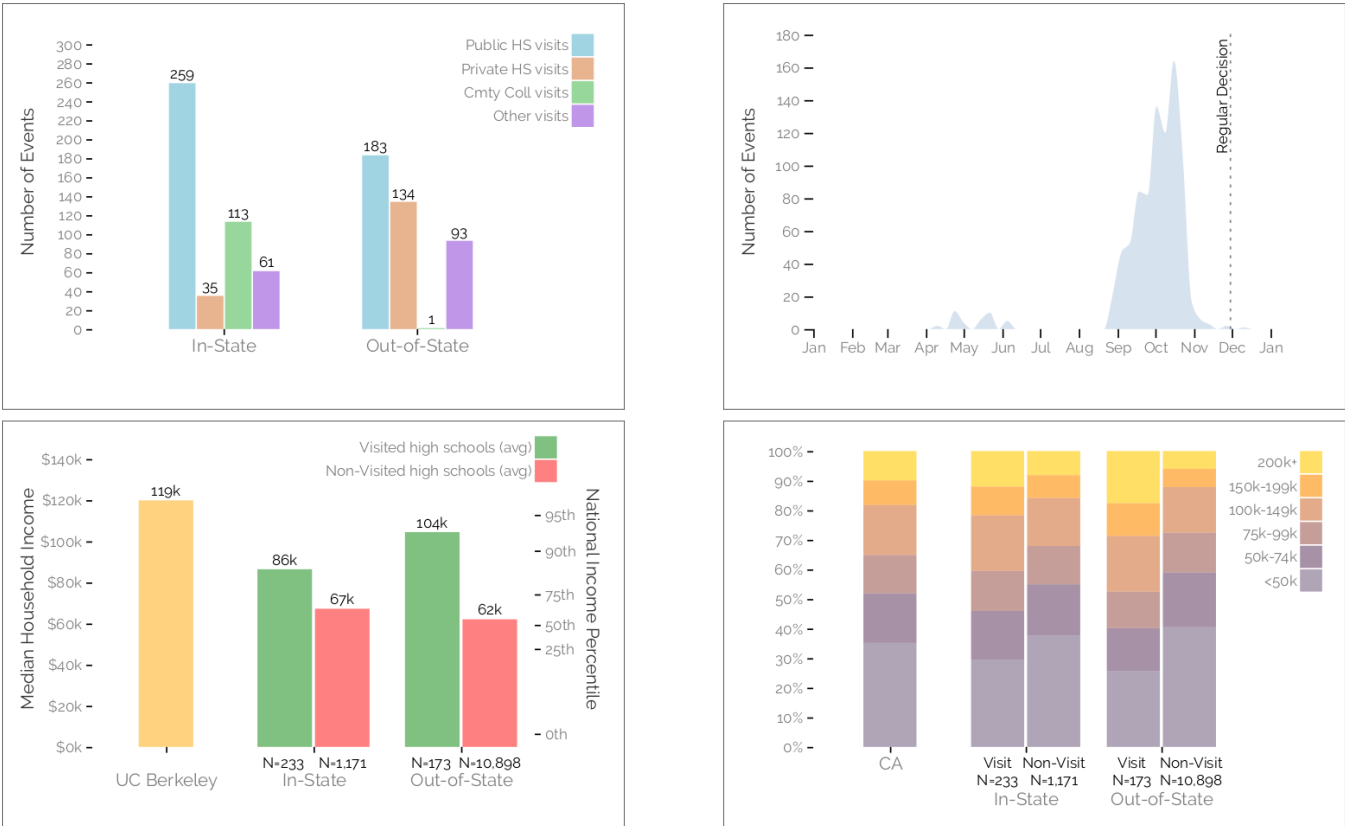 Number of Events
300
280
260
240
220
200
180
160
140
120
100
80
60
40
20
0
Public HS visits
Private HS visits
Cmty Coll visits
Other visits
259
35
113
61
183
134
1
93
In-State
Out-of-State
Number of Events
180
160
140
120
100
80
60
40
20
0
Regular Decision
Jan Feb Mar Apr May Jun Jul Aug Sep Oct Nov Dec Jan
Median Household Income
$140k
$120k
$100k
$80k
$60k
$40k
$20k
$0k
Visited high schools (avg)
Non-Visited high schools (avg)
119k
86k
67k
104k
62k
National Income Percentile
95th
90th
75th
50th
25th
0th
N=233 N=1,171 N=173 N=10,898
UC Berkeley In-State Out-of-State
100%
90%
80%
70%
60%
50%
40%
30%
20%
10%
0%
200k+
150k-199k
100k-149k
75k-99k
50k-74k
<50k
CA Visit Non-Visit Visit Non-Visit
N=233 N=1,171 N=173 N=10,898
In-State Out-of-State